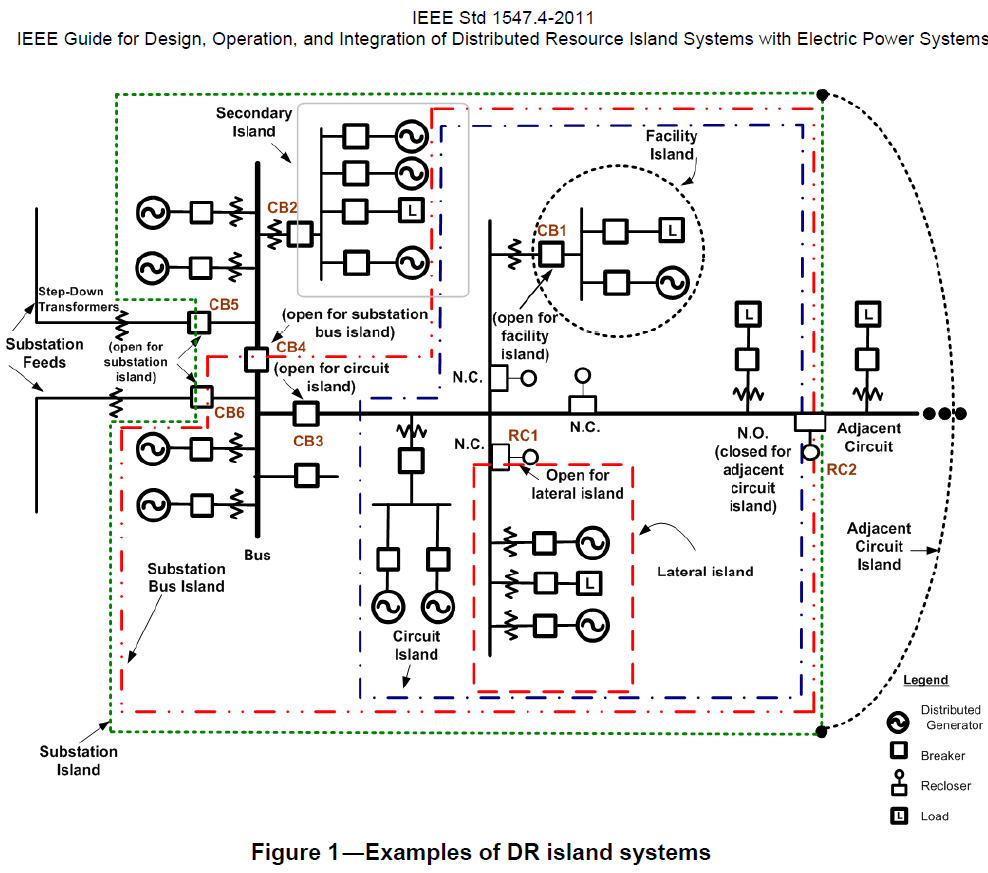 IEEE Std 1547.4-2011
IEEE Guide for Design, Operation, and Integration of Distributed Resource Island Systems with Electric Power Systems
Secondary
Island
Facility
Island
L
CB2
CB1
L
Step-Down
Transformers
CB5
Substation
Feeds
(open for
substation
island)
(open for substation
bus island)
CB4
(open for circuit
island)
(open for
facility
island)
L
L
N.C.
CB6
CB3
N.C.
N.C.
RC1
Open for
lateral island
N.O.
(closed for
adjacent
circuit
island)
Adjacent
Circuit
RC2
Bus
Adjacent
Circuit
Island
Substation
Bus Island
L
Lateral island
Circuit
Island
Substation
Island
Legend
Distributed
Generator
Breaker
Recloser
L
Load
Figure 1—Examples of DR island systems